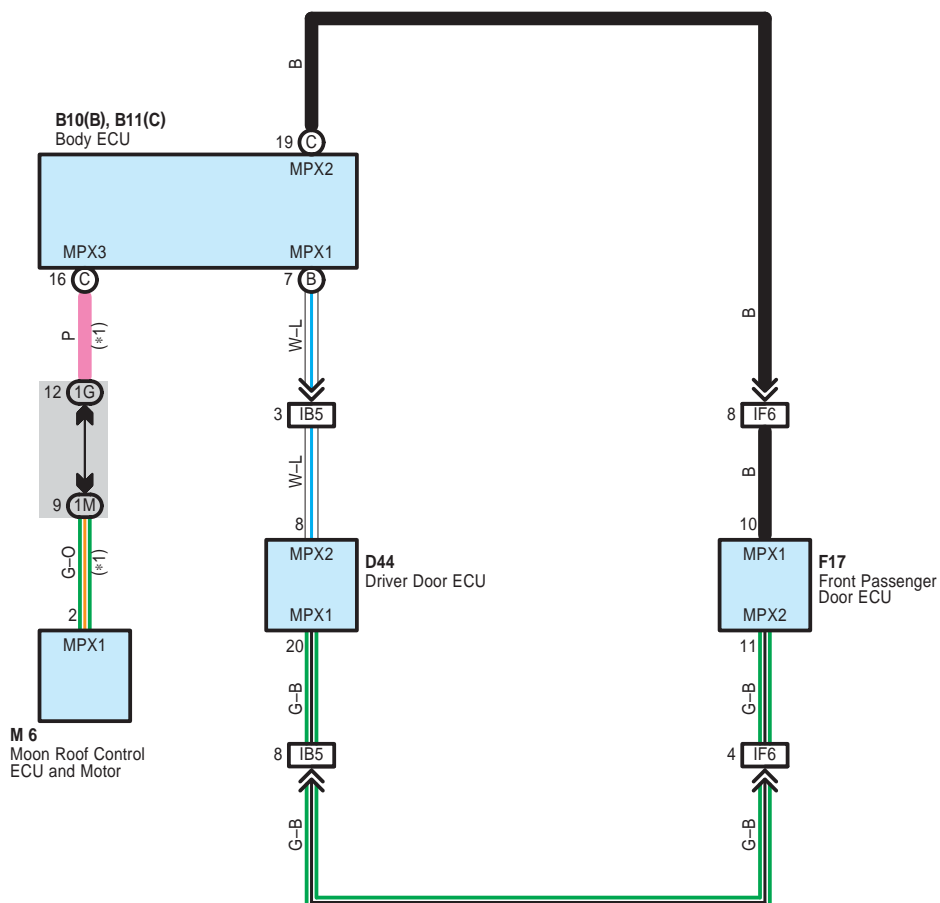 B
B10(B), B11(C)
Body ECU
19 C
MPX2
MPX3
MPX1
16 C
7 B
P
(*1)
W–L
B
12 1G
3 IB5
8 IF6
W–L
B
9 1M
8
10
G–O
(*1)
MPX2
D44
Driver Door ECU
MPX1
MPX1
F17
Front Passenger
Door ECU
MPX2
2
MPX1
20
11
G–B
G–B
M 6
Moon Roof Control
ECU and Motor
8 IB5
4 IF6
G–B
G–B